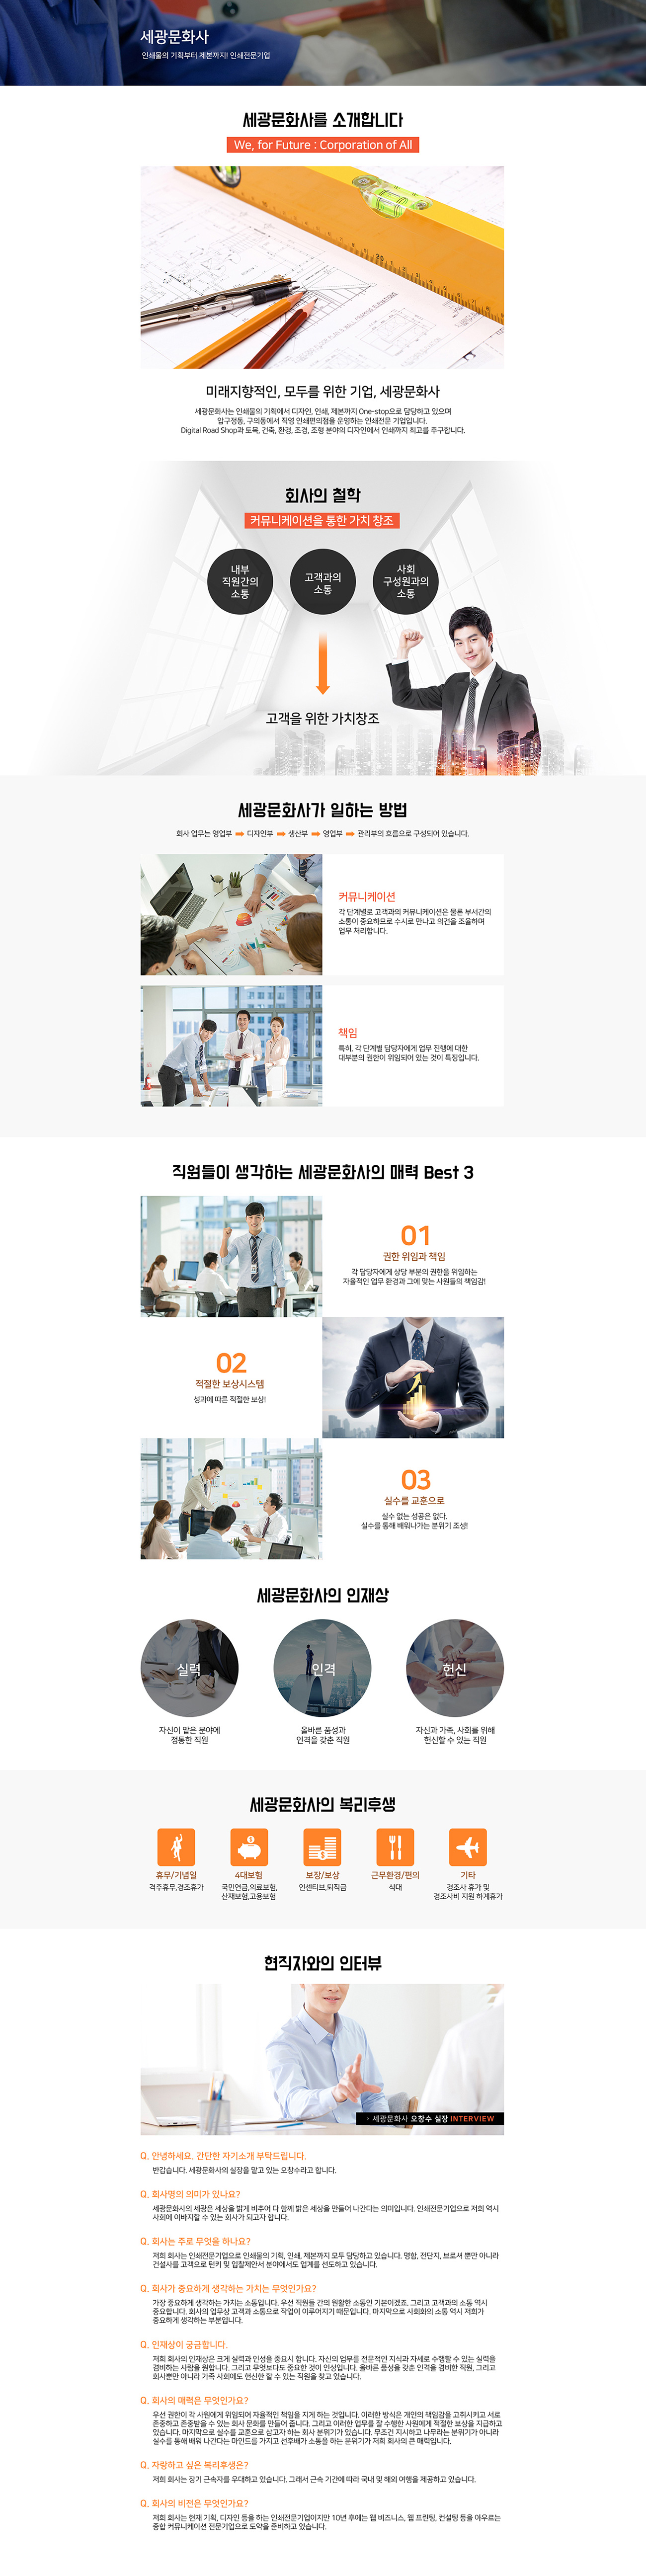 세광문화사
인쇄물의 기획부터 제본까지! 인쇄전문기업
세광문화사를 소개합니다
We, for Future : Corporation of All
미래지향적인, 모두를 위한 기업, 세광문화사
세광문화사는 인쇄물의 기획에서 디자인, 인쇄, 제본까지 One-stop으로 담당하고 있으며
압구정동, 구의동에서 직영 인쇄편의점을 운영하는 인쇄전문 기업입니다.
Digital Road Shop과 토목, 건축, 환경, 조경, 조형 분야의 디자인에서 인쇄까지 최고를 추구합니다.
회사의 철학
커뮤니케이션을 통한 가치 창조
내부
직원간의
소통
고객과의
소통
사회
구성원과의
소통
고객을 위한 가치창조
세광문화사가 일하는 방법
회사 업무는 영업부 ➡ 디자인부 ➡ 생산부 ➡ 영업부 ➡ 관리부의 흐름으로 구성되어 있습니다.
커뮤니케이션
각 단계별로 고객과의 커뮤니케이션은 물론 부서간의
소통이 중요하므로 수시로 만나고 의견을 조율하며
업무 처리합니다.
책임
특히, 각 단계별 담당자에게 업무 진행에 대한
대부분의 권한이 위임되어 있는 것이 특징입니다.
직원들이 생각하는 세광문화사의 매력 Best 3
01
권한 위임과 책임
각 담당자에게 상당 부분의 권한을 위임하는
자율적인 업무 환경과 그에 맞는 사원들의 책임감!
02
적절한 보상시스템
성과에 따른 적절한 보상!
03
실수를 교훈으로
실수 없는 성공은 없다.
실수를 통해 배워나가는 분위기 조성!
세광문화사의 인재상
실력
인격
헌신
자신이 맡은 분야에
정통한 직원
올바른 품성과
인격을 갖춘 직원
자신과 가족, 사회를 위해
헌신할 수 있는 직원
세광문화사의 복리후생
휴무/기념일
격주휴무,경조휴가
4대보험
국민연금,의료보험,
산재보험,고용보험
보장/보상
인센티브,퇴직금
근무환경/편의
식대
기타
경조사 휴가 및
경조사비 지원 하계휴가
현직자와의 인터뷰
세광문화사 오창수 실장 INTERVIEW
Q. 안녕하세요. 간단한 자기소개 부탁드립니다.
반갑습니다. 세광문화사의 실장을 맡고 있는 오창수라고 합니다.
Q. 회사명의 의미가 있나요?
세광문화사의 세광은 세상을 밝게 비추어 다 함께 밝은 세상을 만들어 나간다는 의미입니다. 인쇄전문기업으로 저희 역시
사회에 이바지할 수 있는 회사가 되고자 합니다.
Q. 회사는 주로 무엇을 하나요?
저희 회사는 인쇄전문기업으로 인쇄물의 기획, 인쇄, 제본까지 모두 담당하고 있습니다. 명함, 전단지, 브로셔 뿐만 아니라
건설사를 고객으로 턴키 및 입찰제안서 분야에서도 업계를 선도하고 있습니다.
Q. 회사가 중요하게 생각하는 가치는 무엇인가요?
가장 중요하게 생각하는 가치는 소통입니다. 우선 직원들 간의 원활한 소통인 기본이겠죠. 그리고 고객과의 소통 역시
중요합니다. 회사의 업무상 고객과 소통으로 작업이 이루어지기 때문입니다. 마지막으로 사회화의 소통 역시 저희가
중요하게 생각하는 부분입니다.
Q. 인재상이 궁금합니다.
저희 회사의 인재상은 크게 실력과 인성을 중요시 합니다. 자신의 업무를 전문적인 지식과 자세로 수행할 수 있는 실력을
겸비하는 사람을 원합니다. 그리고 무엇보다도 중요한 것이 인성입니다. 올바른 품성을 갖춘 인격을 겸비한 직원, 그리고
회사뿐만 아니라 가족 사회에도 헌신한 할 수 있는 직원을 찾고 있습니다.
Q. 회사의 매력은 무엇인가요?
우선 권한이 각 사원에게 위임되어 자율적인 책임을 지게 하는 것입니다. 이러한 방식은 개인의 책임감을 고취시키고 서로
존중하고 존중받을 수 있는 회사 문화를 만들어 줍니다. 그리고 이러한 업무를 잘 수행한 사원에게 적절한 보상을 지급하고
있습니다. 마지막으로 실수를 교훈으로 삼고자 하는 회사 분위기가 있습니다. 무조건 지시하고 나무라는 분위기가 아니라
실수를 통해 배워 나간다는 마인드를 가지고 선후배가 소통을 하는 분위기가 저희 회사의 큰 매력입니다.
Q. 자랑하고 싶은 복리후생은?
저희 회사는 장기 근속자를 우대하고 있습니다. 그래서 근속 기간에 따라 국내 및 해외 여행을 제공하고 있습니다.
Q. 회사의 비전은 무엇인가요?
저희 회사는 현재 기획, 디자인 등을 하는 인쇄전문기업이지만 10년 후에는 웹 비즈니스, 웹 프린팅, 컨설팅 등을 아우르는
종합 커뮤니케이션 전문기업으로 도약을 준비하고 있습니다.